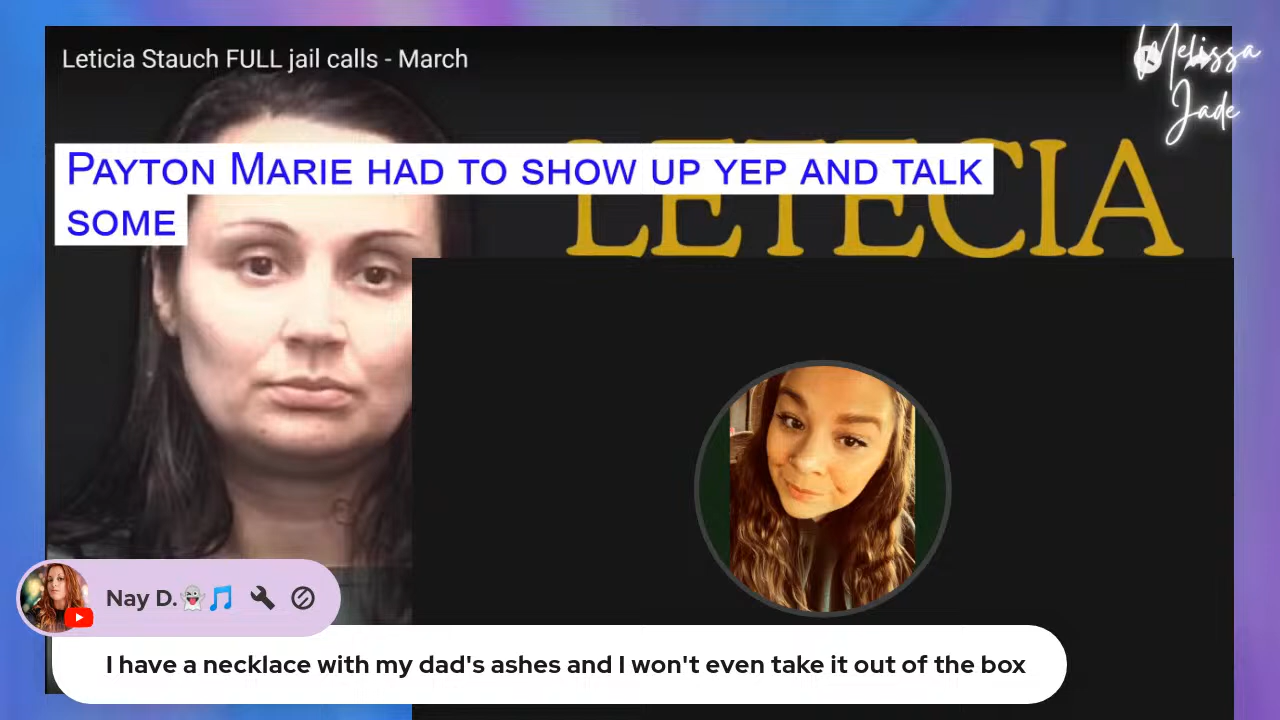 Leticia Stauch FULL jail calls - March
Melissa
Jade
PAYTON MARIE HAD TO SHOW UP YEP AND TALK
SOME
LETECIA
Nay D.👻🎵
I have a necklace with my dad's ashes and I won't even take it out of the box